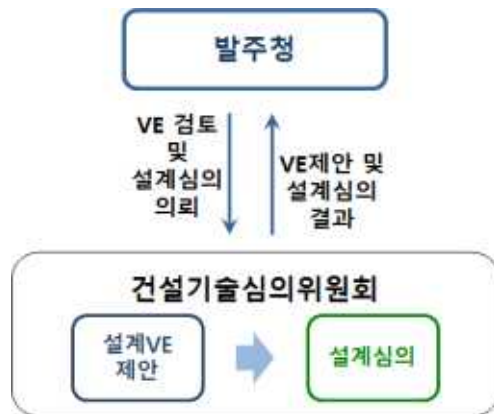 발주청
VE 검토
및
설계심의
의뢰
VE제안 및
설계심의
결과
건설기술심의위원회
설계VE
제안
설계심의